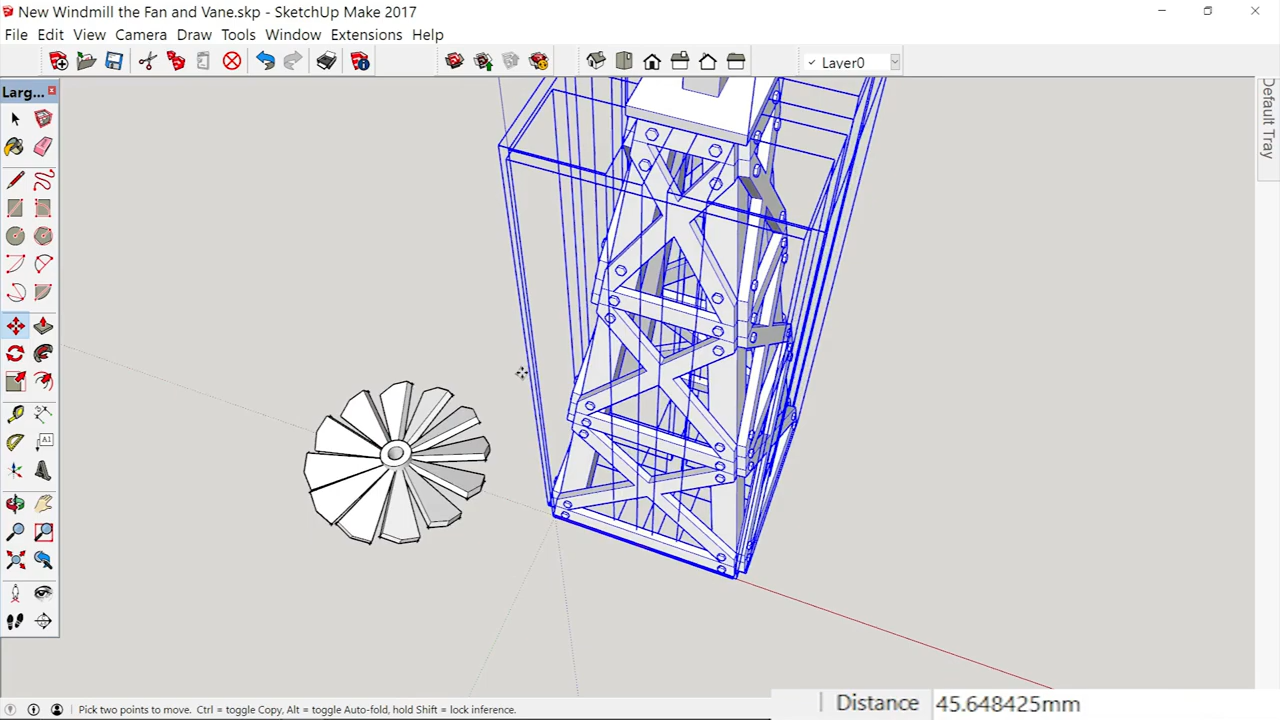 New Windmill the Fan and Vane.skp - SketchUp Make 2017
File Edit View Camera Draw Tools Window Extensions Help
✓ Layer0
Larg...
Default Tray
A1
Pick two points to move. Ctrl = toggle Copy, Alt = toggle Auto-fold, hold Shift = lock inference.
Distance 45.648425mm